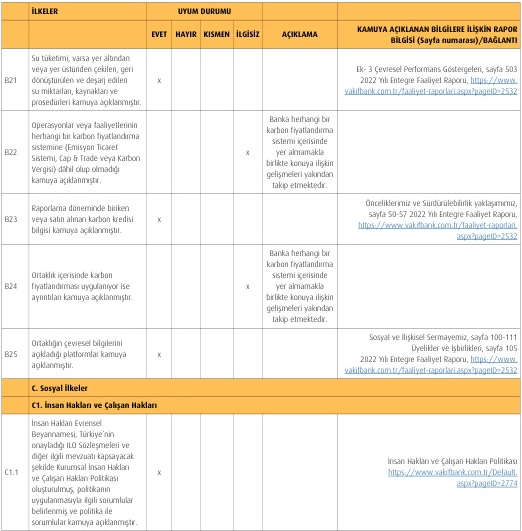 İLKELER
UYUM DURUMU
EVET HAYIR KISMEN İLGİSİZ AÇIKLAMA
KAMUYA AÇIKLANAN BİLGİLERE İLİŞKİN RAPOR
BİLGİSİ (Sayfa numarası)/BAĞLANTI
B21
Su tüketimi, varsa yer altından
veya yer üstünden çekilen, geri
dönüştürülen ve deşarj edilen
su miktarları, kaynakları ve
prosedürleri kamuya açıklanmıştır.
x
Ek- 3 Çevresel Performans Göstergeleri, sayfa 503
2022 Yılı Entegre Faaliyet Raporu, https://www.
vakifbank.com.tr/faaliyet-raporlari.aspx?pageID=2532
B22
Operasyonlar veya faaliyetlerinin
herhangi bir karbon fiyatlandırma
sistemine (Emisyon Ticaret
Sistemi, Cap & Trade veya Karbon
Vergisi) dâhil olup olmadığı
kamuya açıklanmıştır.
x
Banka herhangi bir
karbon fiyatlandırma
sistemi içerisinde
yer almamakla
birlikte konuya ilişkin
gelişmeleri yakından
takip etmektedir.
B23
Raporlama döneminde biriken
veya satın alınan karbon kredisi
bilgisi kamuya açıklanmıştır.
x
Önceliklerimiz ve Sürdürülebilirlik yaklaşımımız,
sayfa 50-57 2022 Yılı Entegre Faaliyet Raporu,
https://www.vakifbank.com.tr/faaliyet-raporlari.
aspx?pageID=2532
B24
Ortaklık içerisinde karbon
fiyatlandırması uygulanıyor ise
ayrıntıları kamuya açıklanmıştır.
x
Banka herhangi bir
karbon fiyatlandırma
sistemi içerisinde
yer almamakla
birlikte konuya ilişkin
gelişmeleri yakından
takip etmektedir.
B25
Ortaklığın çevresel bilgilerini
açıkladığı platformlar kamuya
açıklanmıştır.
x
Sosyal ve İlişkisel Sermayemiz, sayfa 100-111
Üyelikler ve İşbirlikleri, sayfa 105
2022 Yılı Entegre Faaliyet Raporu, https://www.
vakifbank.com.tr/faaliyet-raporlari.aspx?pageID=2532
C. Sosyal İlkeler
C1. İnsan Hakları ve Çalışan Hakları
C1.1
İnsan Hakları Evrensel
Beyannamesi, Türkiye'nin
onayladığı ILO Sözleşmeleri ve
diğer ilgili mevzuatı kapsayacak
şekilde Kurumsal İnsan Hakları
ve Çalışan Hakları Politikası
oluşturulmuş, politikanın
uygulanmasıyla ilgili sorumlular
belirlenmiş ve politika ile
sorumlular kamuya açıklanmıştır.
x
İnsan Hakları ve Çalışan Hakları Politikası
https://www.vakifbank.com.tr/Default.
aspx?pageID=2774